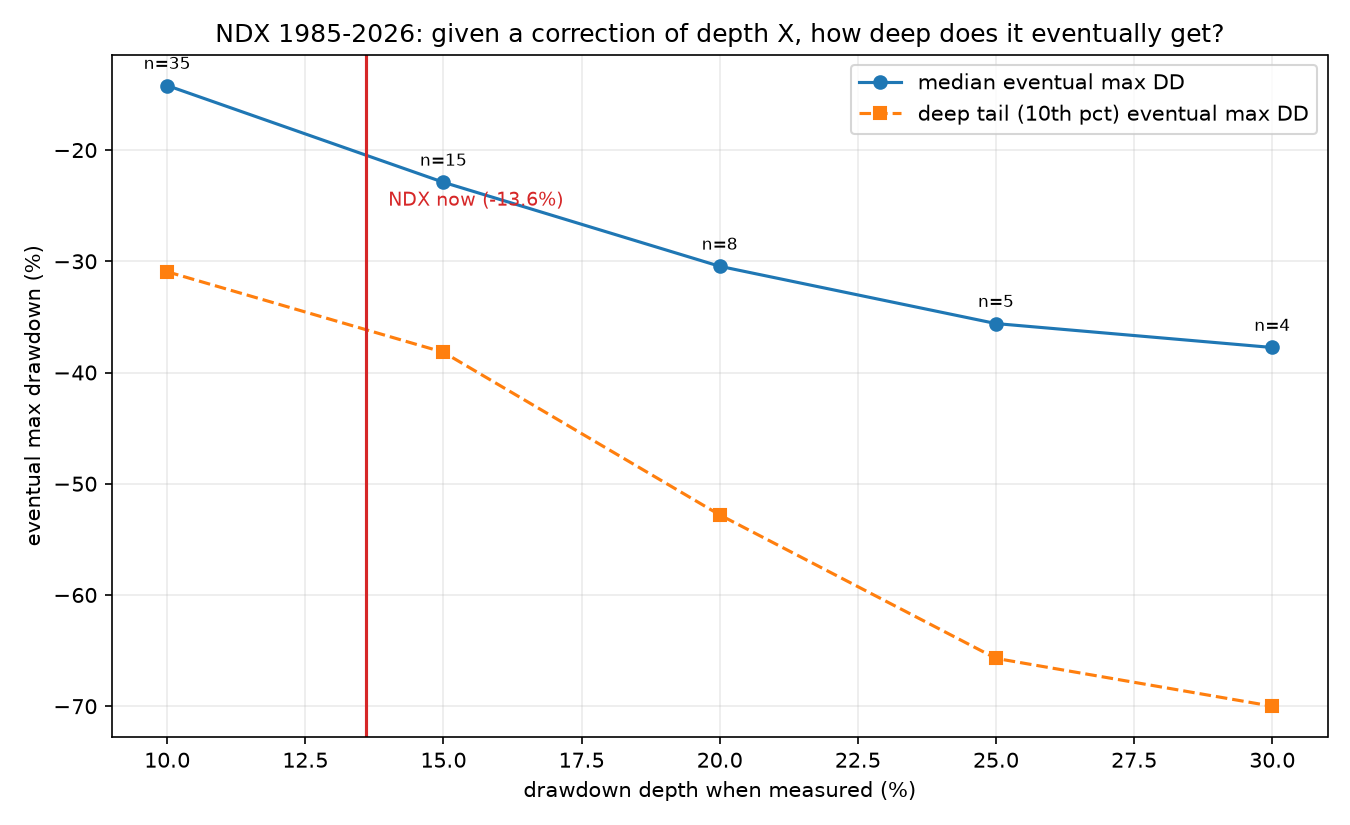 NDX 1985-2026: given a correction of depth X, how deep does it eventually get?
median eventual max DD
deep tail (10th pct) eventual max DD
n=35
n=15
NDX now (-13.6%)
n=8
n=5
n=4
eventual max drawdown (%)
−20
−30
−40
−50
−60
−70
10.0 12.5 15.0 17.5 20.0 22.5 25.0 27.5 30.0
drawdown depth when measured (%)